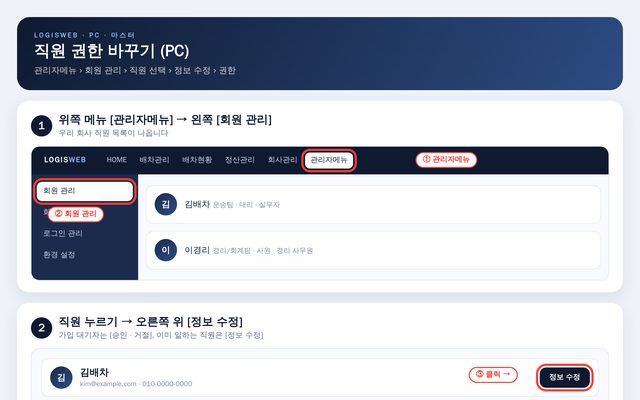 LOGISWEB · PC · 마스터
직원 권한 바꾸기 (PC)
관리자메뉴 › 회원 관리 › 직원 선택 › 정보 수정 › 권한
1 위쪽 메뉴 [관리자메뉴] → 왼쪽 [회원 관리]
우리 회사 직원 목록이 나옵니다
LOGISWEB HOME 배차관리 배차현황 정산관리 회사관리 관리자메뉴 ① 관리자메뉴
회원 관리
② 회원 관리
로그인 관리
환경 설정
김 김배차 운송팀 · 대리 · 실무자
이 이경리 경리/회계팀 · 사원 · 경리 사무원
2 직원 누르기 → 오른쪽 위 [정보 수정]
가입 대기자는 [승인 · 거절], 이미 일하는 직원은 [정보 수정]
김 김배차
kim@example.com · 010-0000-0000
③ 클릭 →
정보 수정